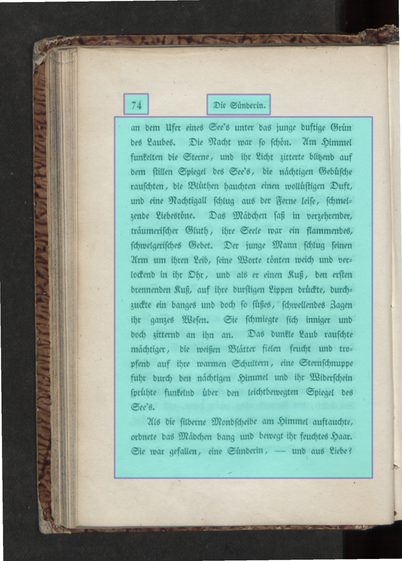 74
Die Sünderin.
an dem Ufer eines See's unter das junge duftige Grün
des Laubes. Die Nacht war so schön. Am Himmel
funkelten die Sterne, und ihr Licht zitterte blitzend auf
dem stillen Spiegel des See's, die nächtigen Gebüsche
rauschten, die Blüthen hauchten einen wollüstigen Duft,
und eine Nachtigall schlug aus der Ferne leise, schmel-
zende Liebestöne. Das Mädchen saß in verzehrender,
träumerischer Gluth, ihre Seele war ein flammendes,
schwelgerisches Gebet. Der junge Mann schlug seinen
Arm um ihren Leib, seine Worte tönten weich und ver-
lockend in ihr Ohr, und als er einen Kuß, den ersten
brennenden Kuß, auf ihre durstigen Lippen drückte, durch-
zuckte ein banges und doch so süßes, schwellendes Zagen
ihr ganzes Wesen. Sie schmiegte sich inniger und
doch zitternd an ihn an. Das dunkle Laub rauschte
mächtiger, die weißen Blätter fielen feucht und tro-
pfend auf ihre warmen Schultern, eine Sternschnuppe
fuhr durch den nächtigen Himmel und ihr Widerschein
sprühte funkelnd über den leichtbewegten Spiegel des
See's.
Als die silberne Mondscheibe am Himmel auftauchte,
ordnete das Mädchen bang und bewegt ihr feuchtes Haar.
Sie war gefallen, eine Sünderin, — und aus Liebe?